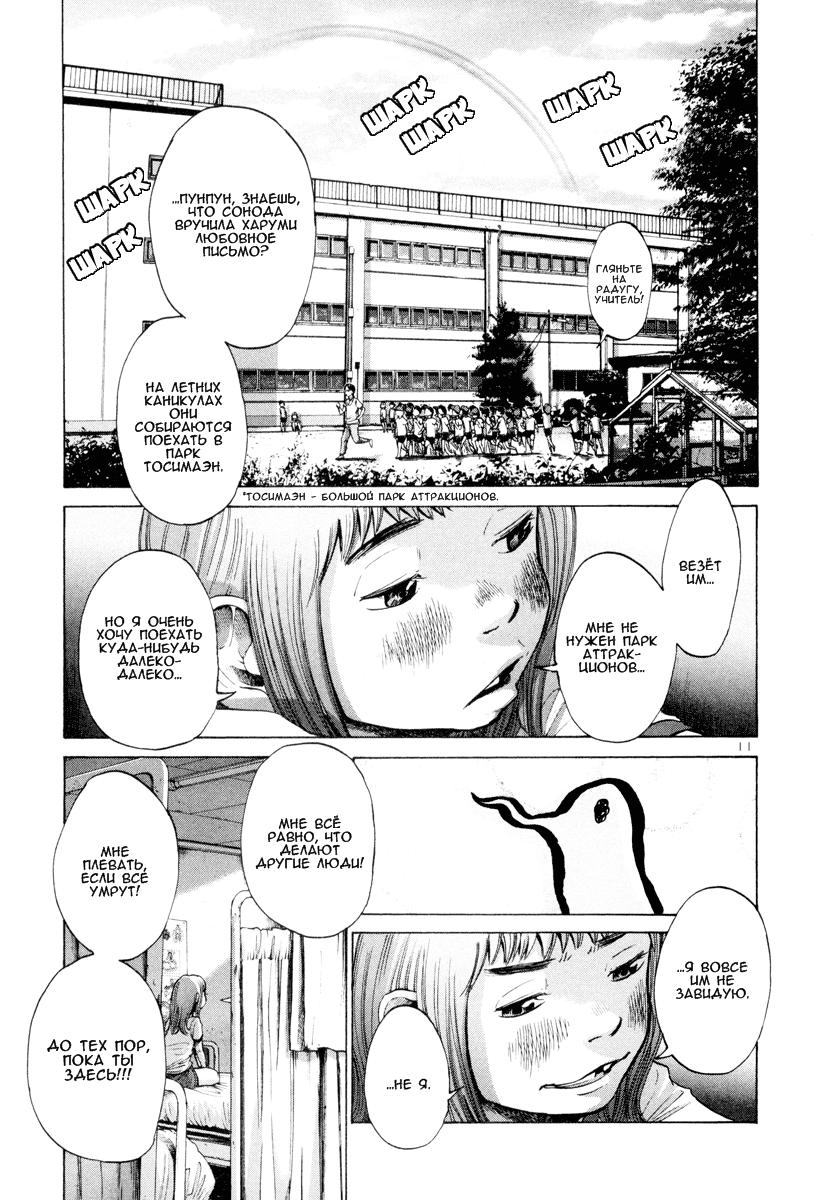 ШАРК
ШАРК
ШАРК
ШАРК
ШАРК
ШАРК
...ПУНПУН, ЗНАЕШЬ,
ЧТО СОНОДА
ВРУЧИЛА ХАРУМИ
ЛЮБОВНОЕ
ПИСЬМО?
ГЛЯНЬТЕ
НА
РАДУГУ,
УЧИТЕЛЬ!
НА ЛЕТНИХ
КАНИКУЛАХ
ОНИ
СОБИРАЮТСЯ
ПОЕХАТЬ В
ПАРК
ТОСИМАЭН.
*ТОСИМАЭН - БОЛЬШОЙ ПАРК АТТРАКЦИОНОВ.
ВЕЗЁТ
ИМ...
МНЕ НЕ
НУЖЕН ПАРК
АТТРАК-
ЦИОНОВ...
НО Я ОЧЕНЬ
ХОЧУ ПОЕХАТЬ
КУДА-НИБУДЬ
ДАЛЕКО-
ДАЛЕКО...
11
МНЕ ВСЁ
РАВНО, ЧТО
ДЕЛАЮТ
ДРУГИЕ ЛЮДИ!
МНЕ
ПЛЕВАТЬ,
ЕСЛИ ВСЕ
УМРУТ!
ДО ТЕХ ПОР,
ПОКА ТЫ
ЗДЕСЬ!!!
...Я ВОВСЕ
ИМ НЕ
ЗАВИДУЮ.
...НЕ Я.